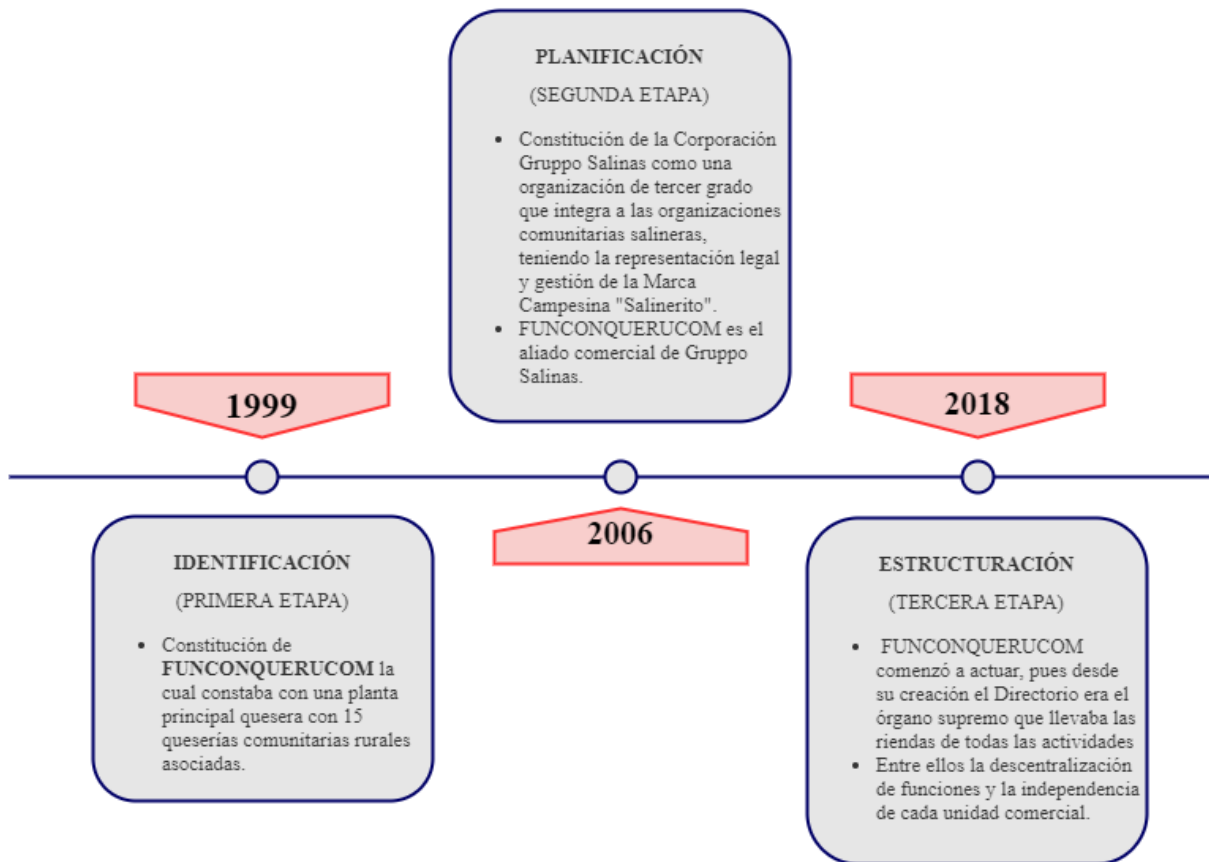 PLANIFICACIÓN
(SEGUNDA ETAPA)
• Constitución de la Corporación
Gruppo Salinas como una
organización de tercer grado
que integra a las organizaciones
comunitarias salineras,
teniendo la representación legal
y gestión de la Marca
Campesina "Salinerito".
• FUNCONQUERUCOM es el
aliado comercial de Gruppo
Salinas.
1999
2018
2006
IDENTIFICACIÓN
(PRIMERA ETAPA)
• Constitución de
FUNCONQUERUCOM la
cual constaba con una planta
principal quesera con 15
queserías comunitarias rurales
asociadas.
ESTRUCTURACIÓN
(TERCERA ETAPA)
• FUNCONQUERUCOM
comenzó a actuar, pues desde
su creación el Directorio era el
órgano supremo que llevaba las
riendas de todas las actividades
• Entre ellos la descentralización
de funciones y la independencia
de cada unidad comercial.